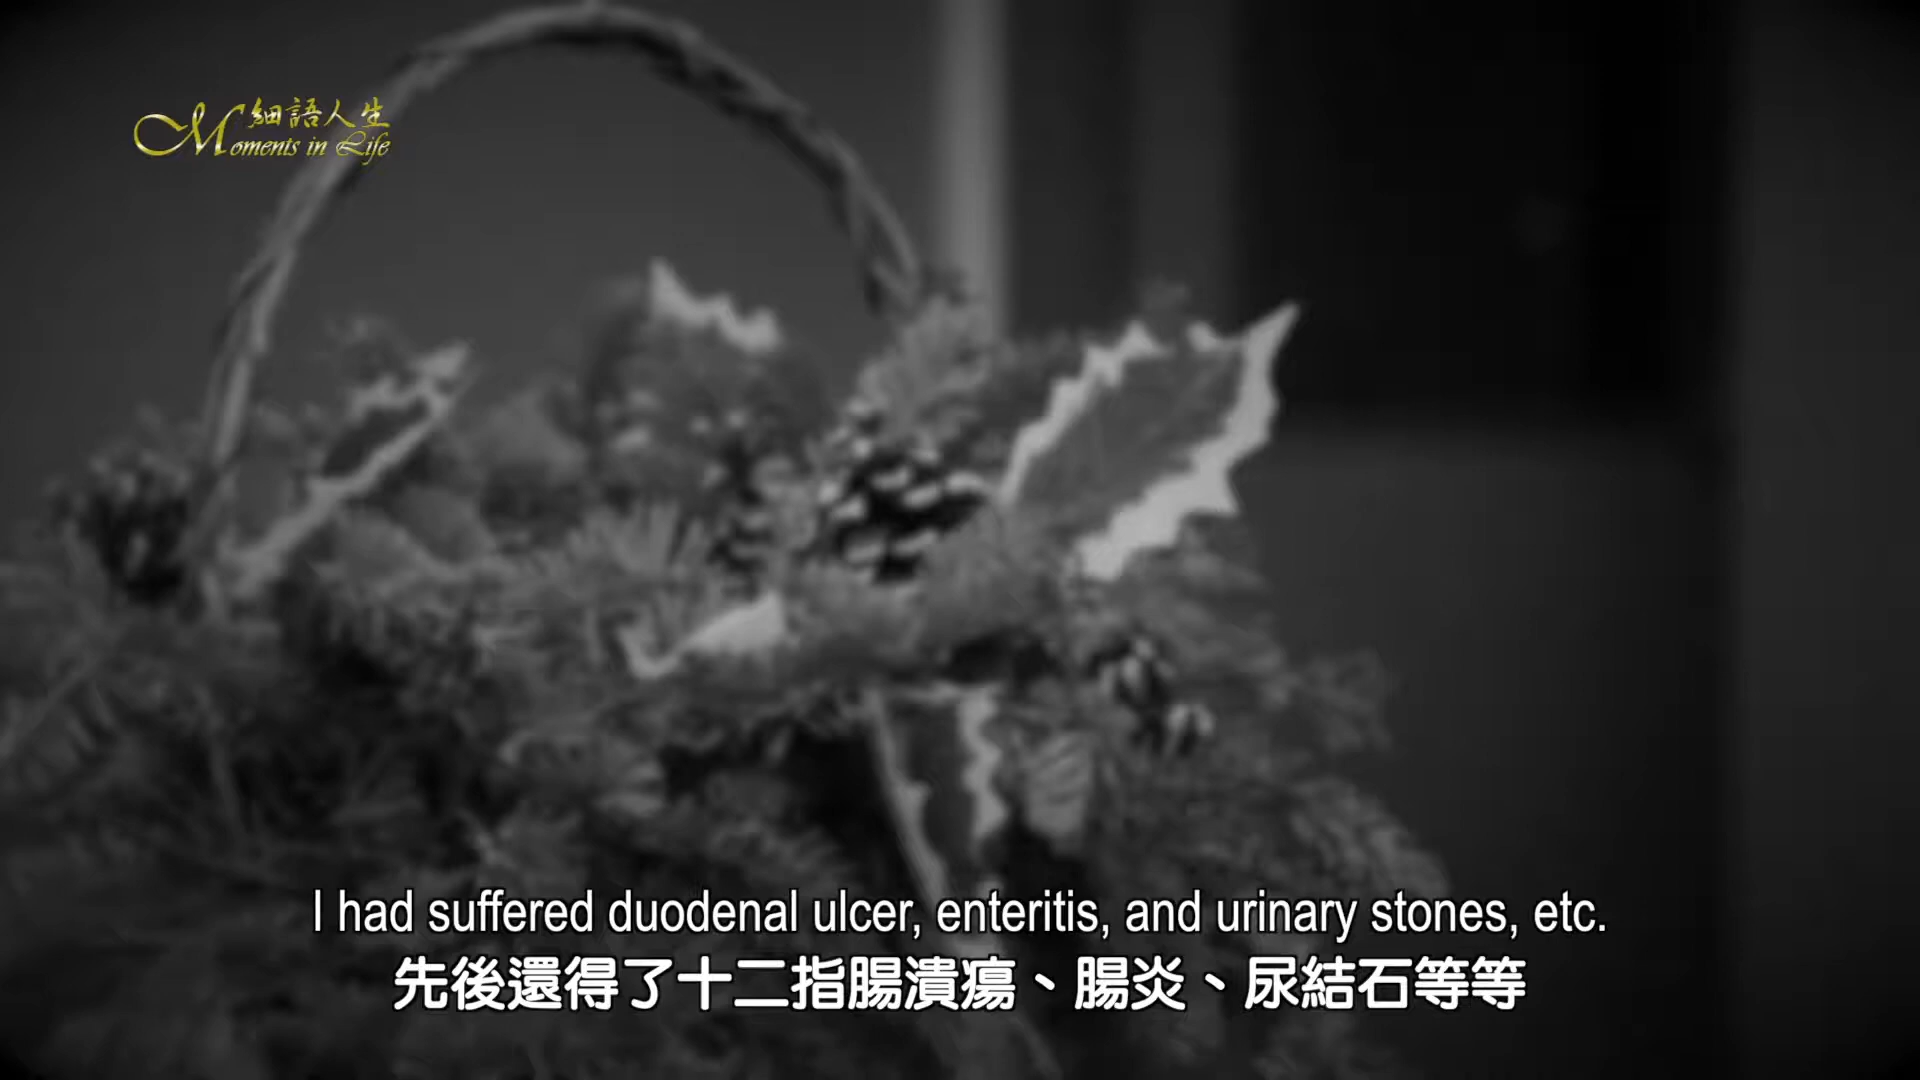 細語人生
Moments in Life
I had suffered duodenal ulcer, enteritis, and urinary stones, etc.
先後還得了十二指腸潰瘍、腸炎、尿結石等等